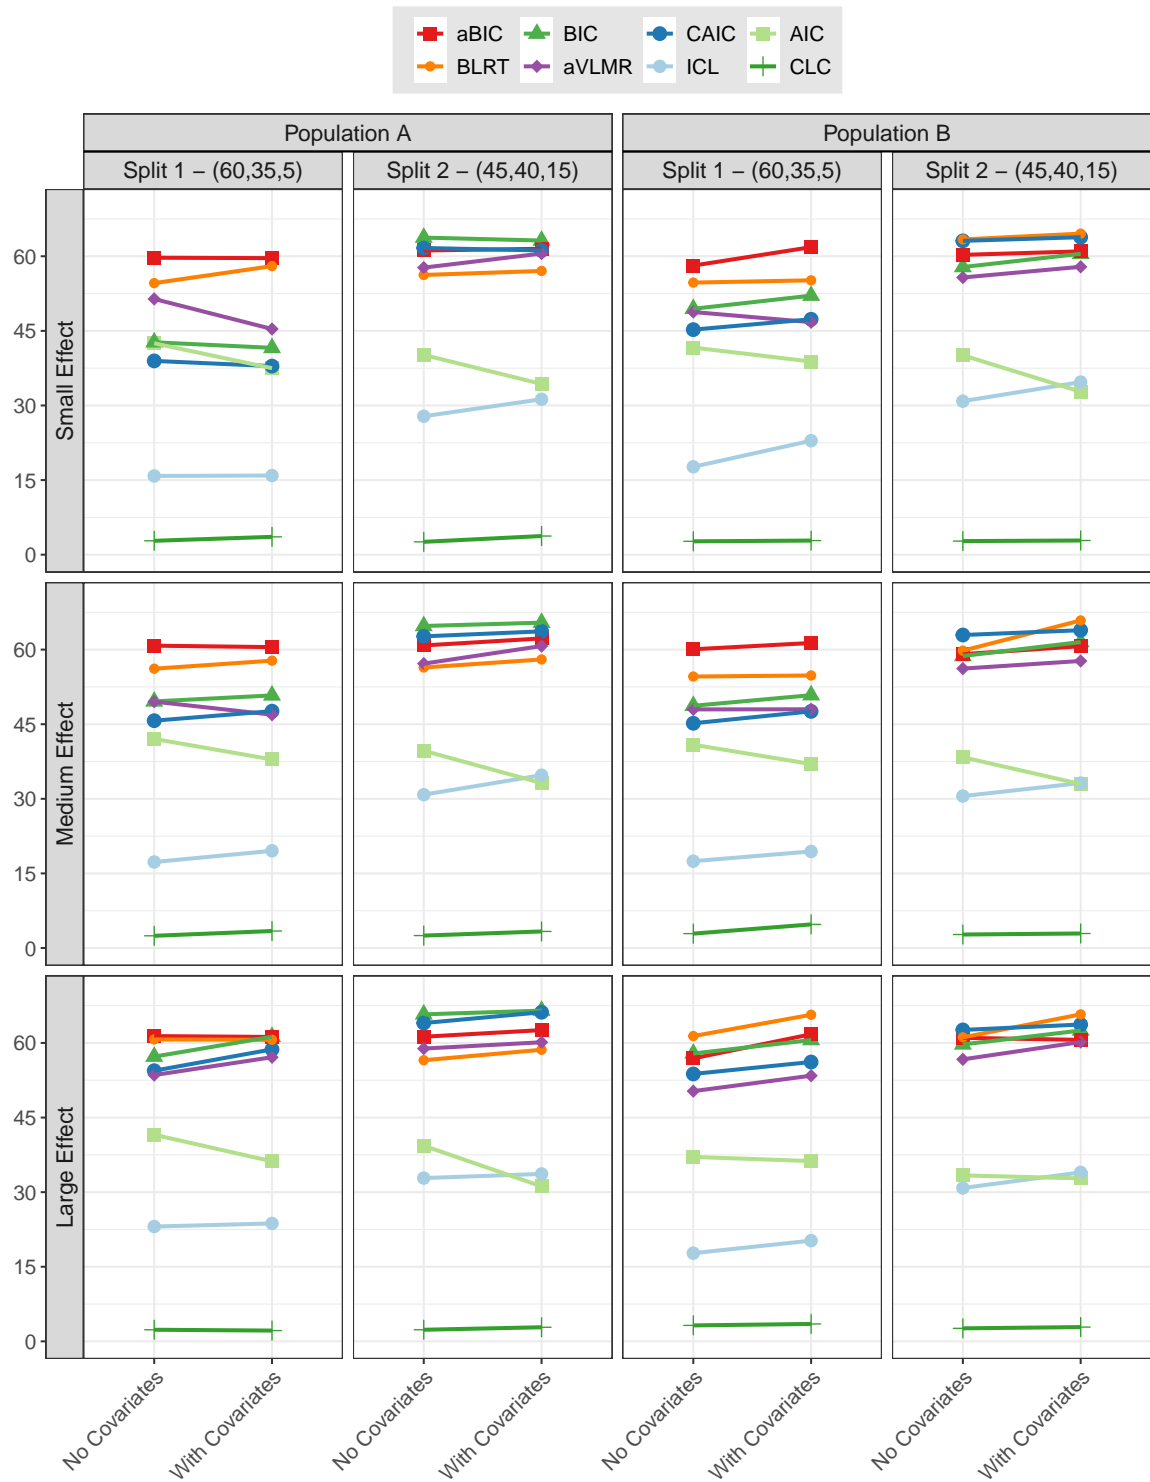 aBIC BIC CAIC AIC
BLRT aVLMR ICL CLC
Population A Population B
Split 1 − (60,35,5) Split 2 − (45,40,15) Split 1 − (60,35,5) Split 2 − (45,40,15)
Small Effect
60
45
30
15
0
Medium Effect
60
45
30
15
0
Large Effect
60
45
30
15
0
No Covariates With Covariates No Covariates With Covariates No Covariates With Covariates No Covariates With Covariates